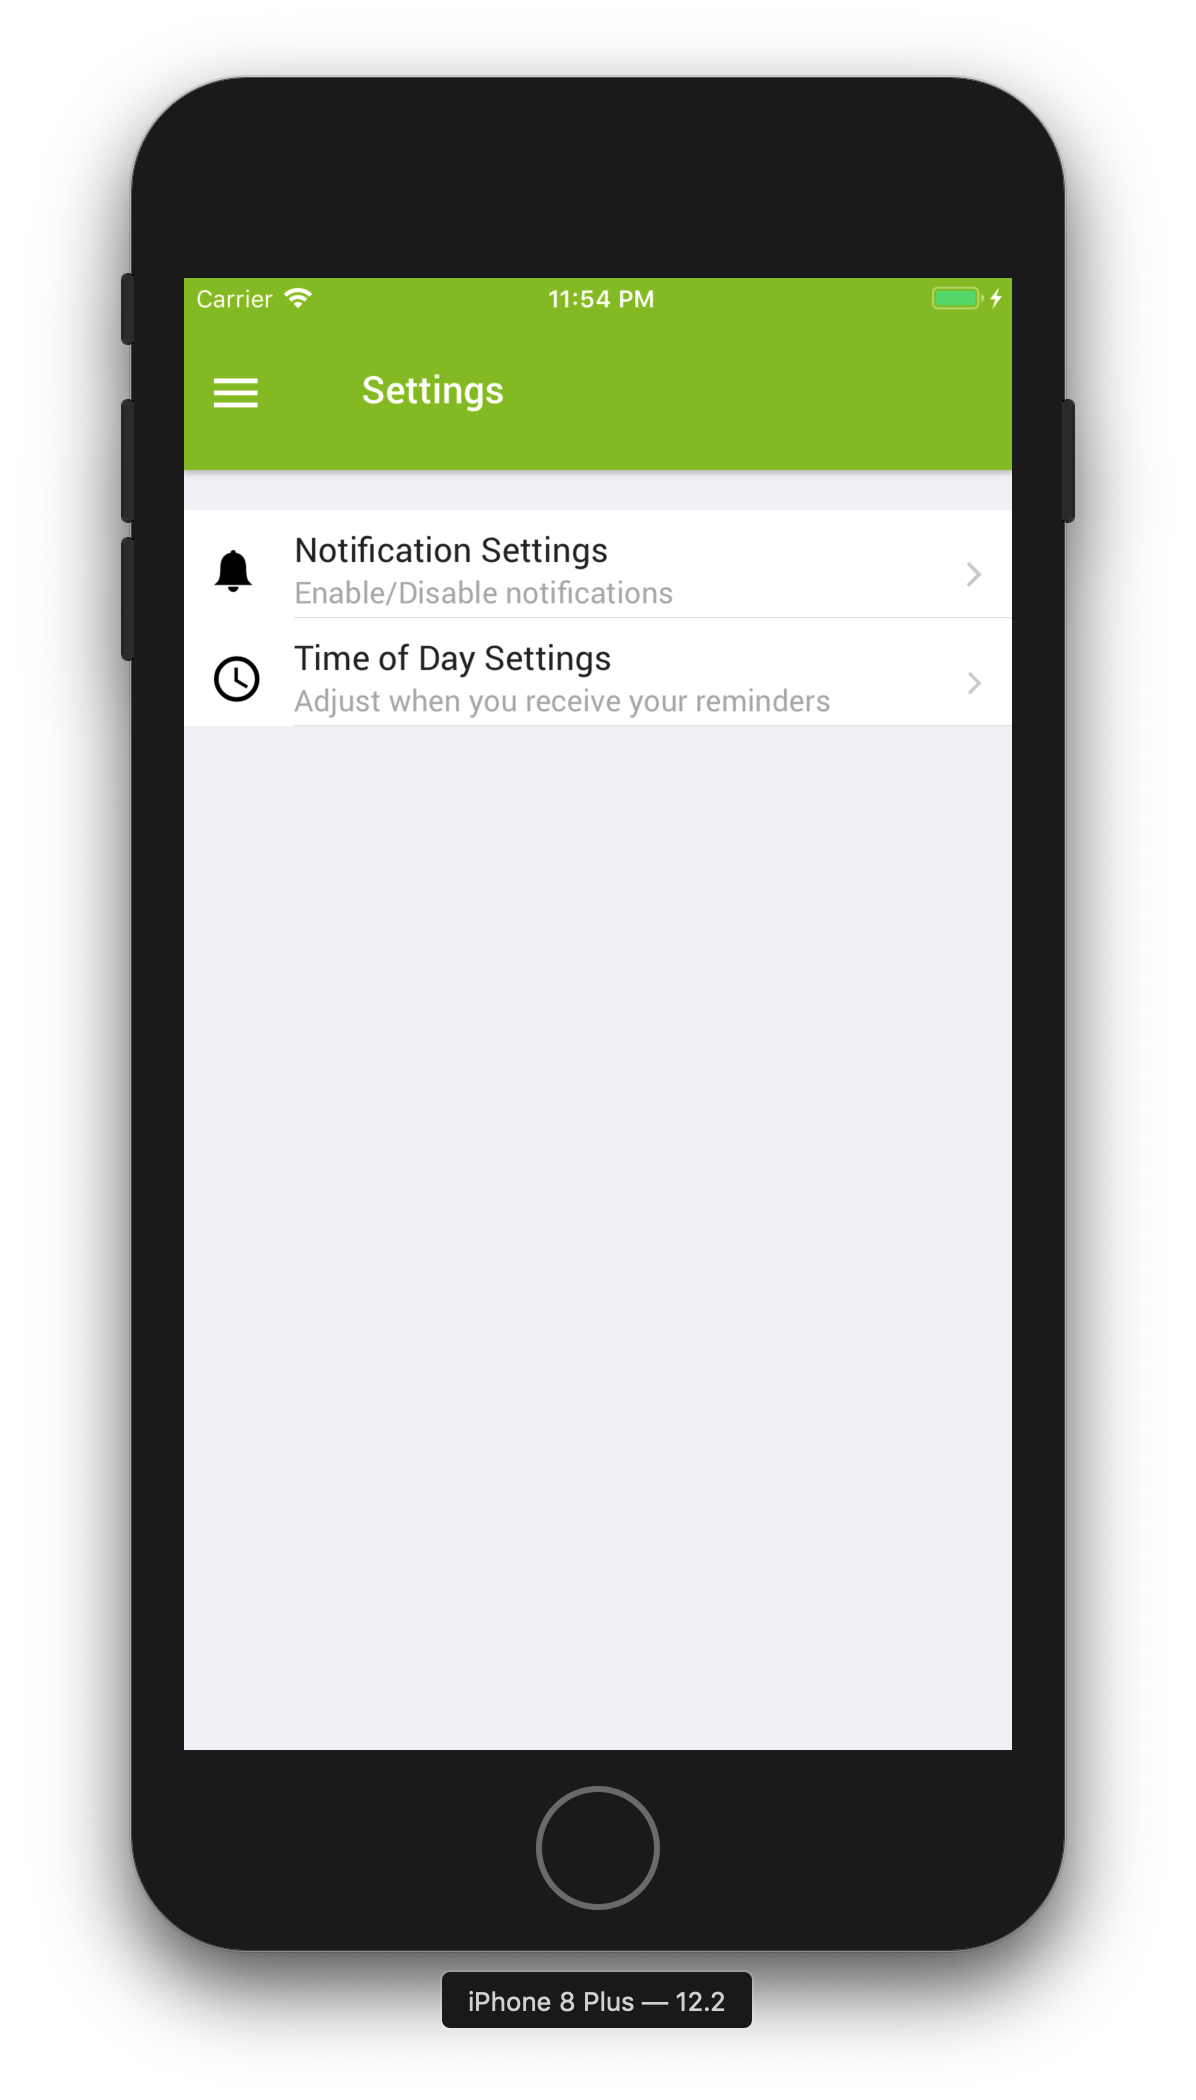 Carrier 11:54 PM
Settings
Notification Settings
Enable/Disable notifications
Time of Day Settings
Adjust when you receive your reminders
iPhone 8 Plus — 12.2